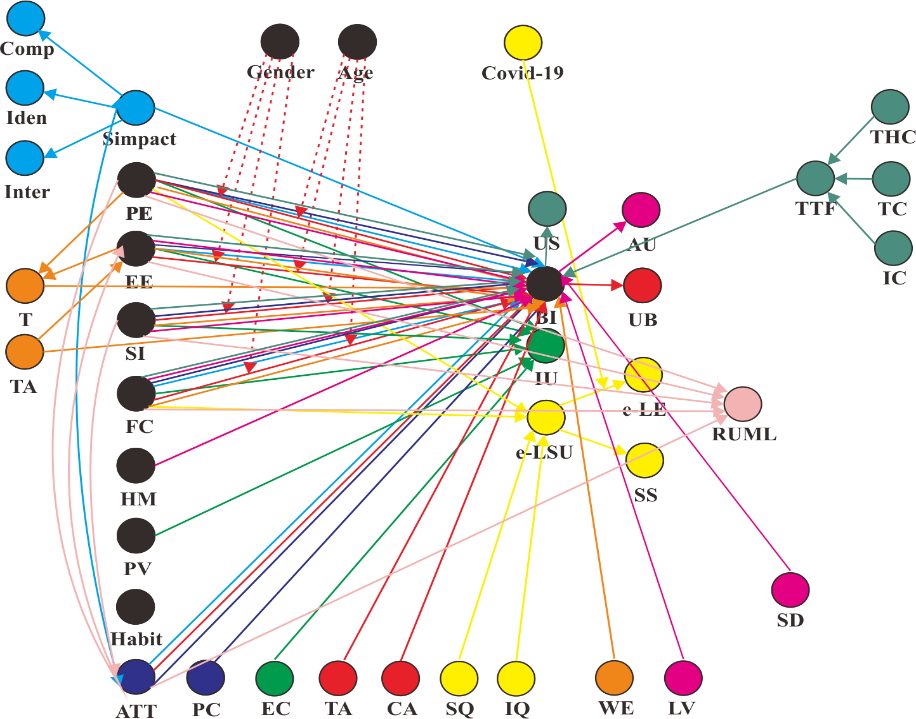 Comp
Gender
Age
Covid-19
Iden
Simpact
THC
Inter
PE
TTF
TC
US
AU
EE
IC
T
BI
UB
SI
TA
IU
e-LE
FC
RUML
e-LSU
HM
SS
PV
Habit
SD
ATT
PC
EC
TA
CA
SQ
IQ
WE
LV